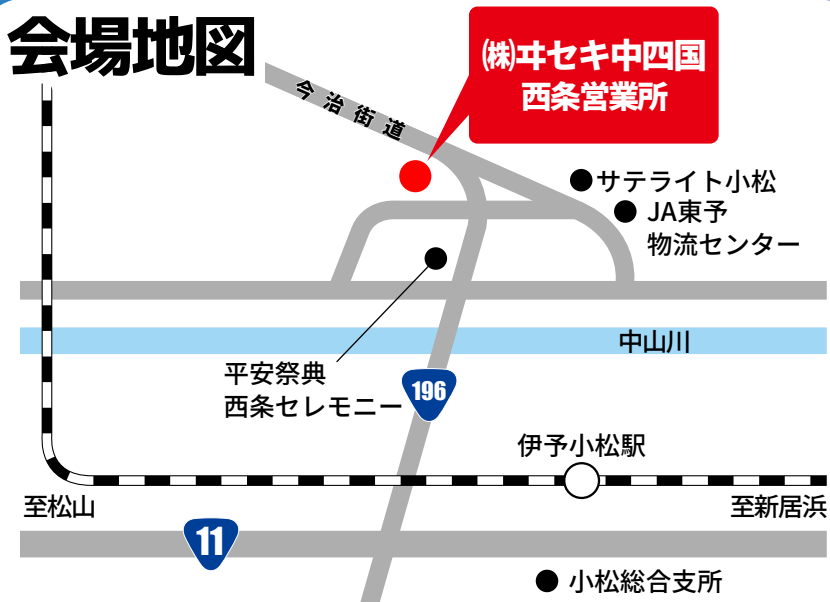 会場地図
㈱ヰセキ中四国
西条営業所
今治街道
サテライト小松
JA東予
物流センター
中山川
平安祭典
西条セレモニー
196
伊予小松駅
至松山
至新居浜
11
小松総合支所